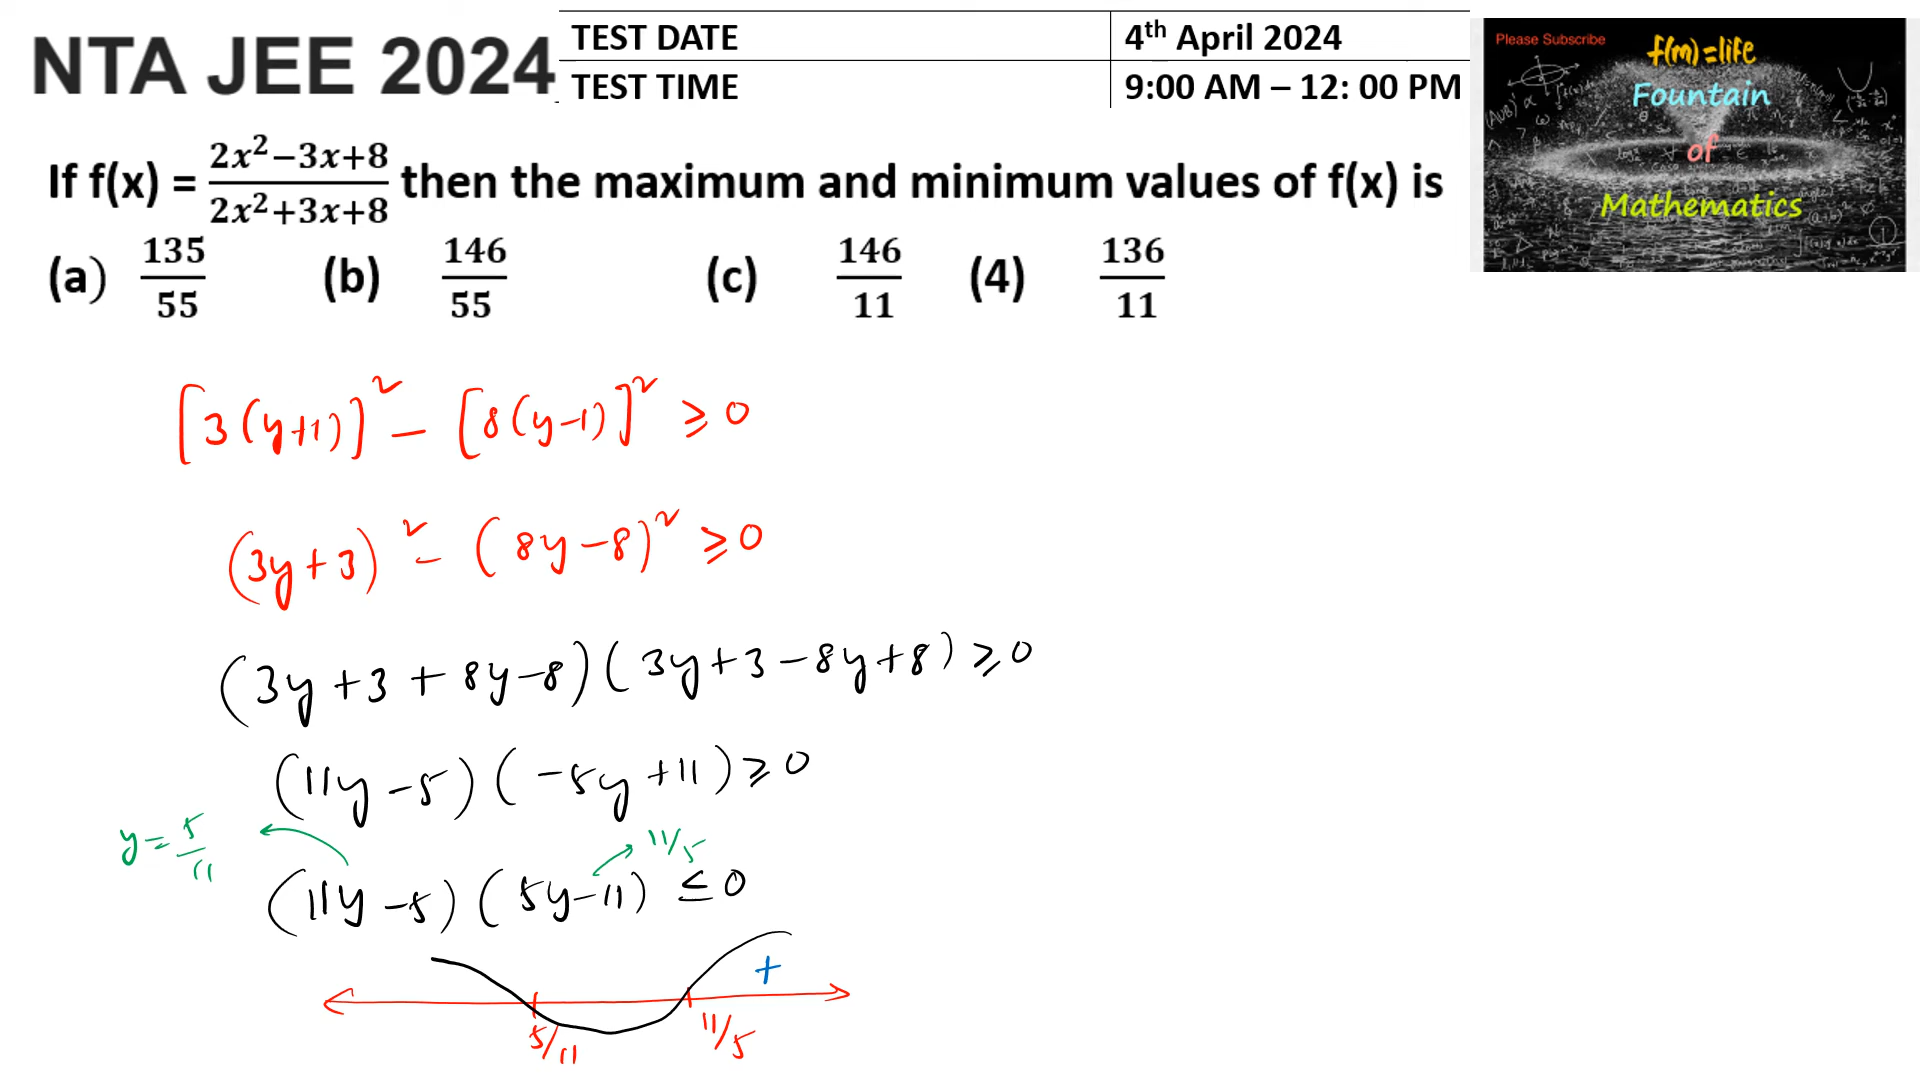 NTA JEE 2024
TEST DATE 4th April 2024
TEST TIME 9:00 AM – 12: 00 PM
Please Subscribe
f(m)=life
Fountain
of
Mathematics
If f(x) = (2x²−3x+8)/(2x²+3x+8) then the maximum and minimum values of f(x) is
(a) 135/55 (b) 146/55 (c) 146/11 (4) 136/11
[3(y+1)]² − [8(y−1)]² ≥ 0
(3y+3)² − (8y−8)² ≥ 0
(3y+3+8y−8)(3y+3−8y+8) ≥ 0
(11y−5)(−5y+11) ≥ 0
y = 5/11
11/5
(11y−5)(5y−11) ≤ 0
+
5/11 11/5